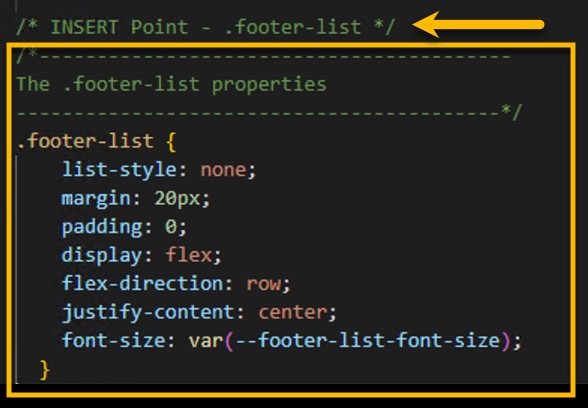 /* INSERT Point - .footer-list */
/*-----------------------------------------
The .footer-list properties
------------------------------------------*/
.footer-list {
    list-style: none;
    margin: 20px;
    padding: 0;
    display: flex;
    flex-direction: row;
    justify-content: center;
    font-size: var(--footer-list-font-size);
  }